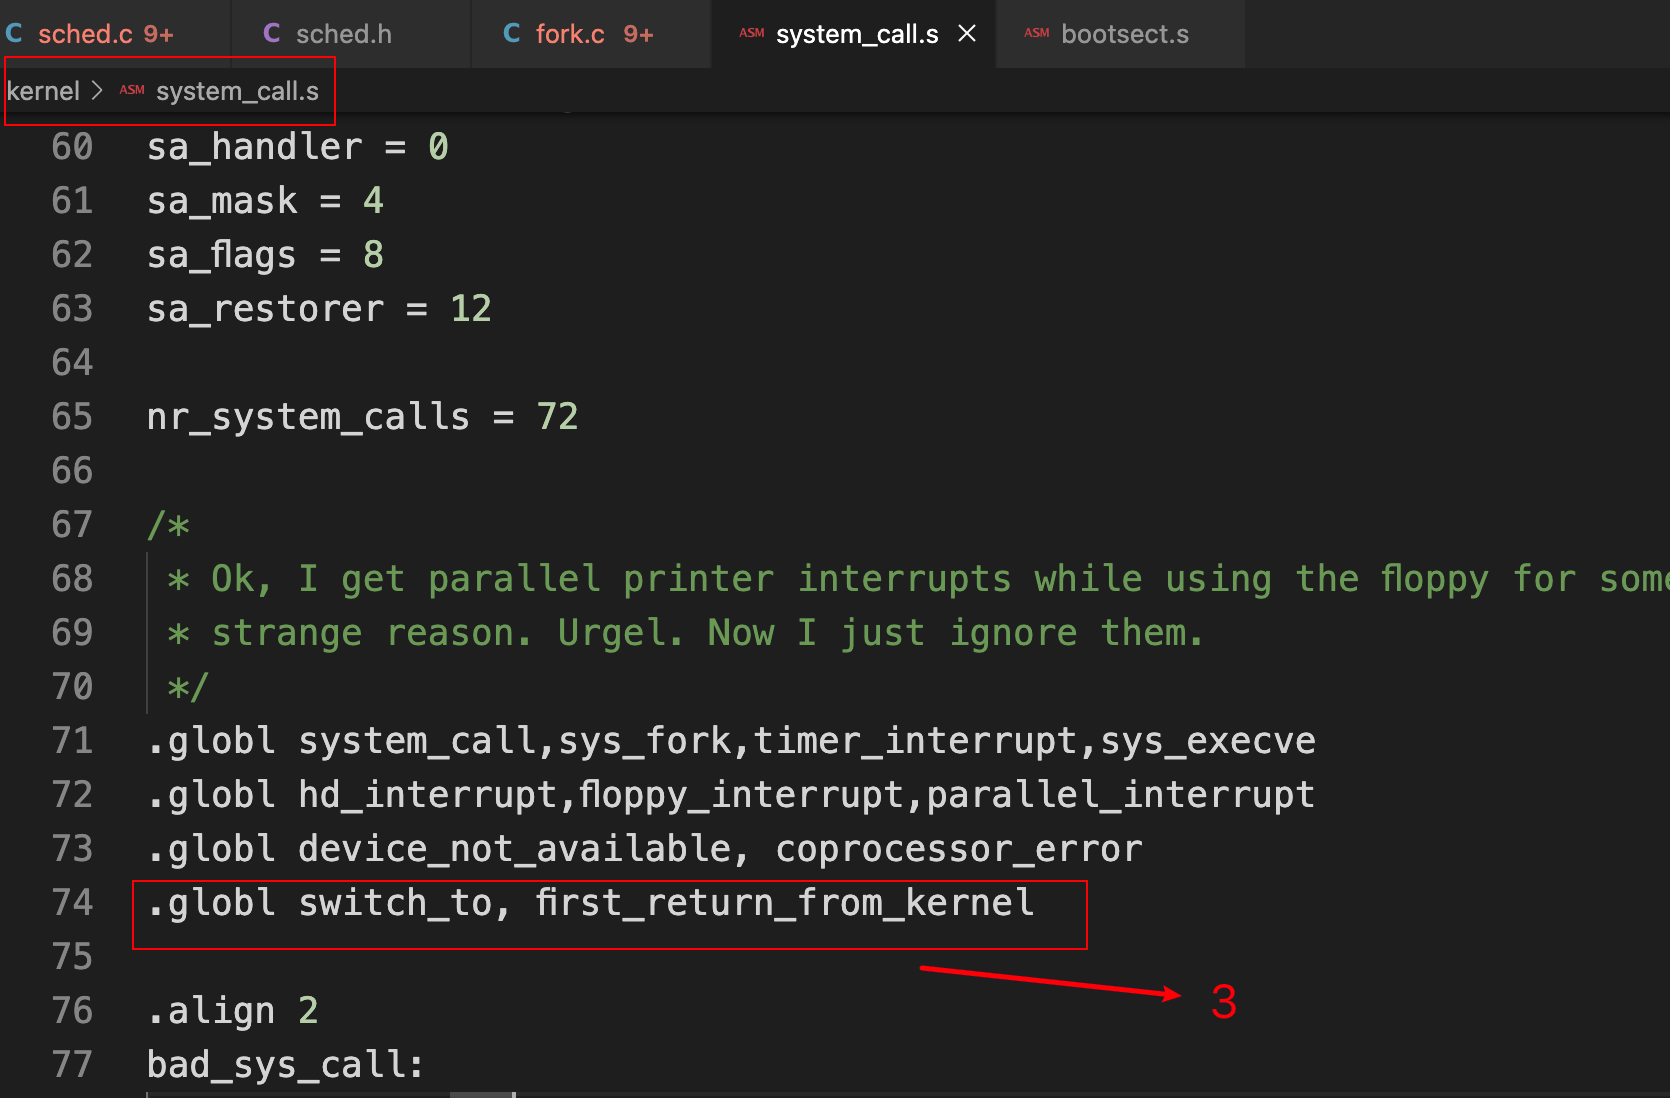 C sched.c 9+ C sched.h C fork.c 9+ ASM system_call.s × ASM bootsect.s
kernel > ASM system_call.s
60 sa_handler = 0
61 sa_mask = 4
62 sa_flags = 8
63 sa_restorer = 12
64
65 nr_system_calls = 72
66
67 /*
68 * Ok, I get parallel printer interrupts while using the floppy for some
69 * strange reason. Urgel. Now I just ignore them.
70 */
71 .globl system_call,sys_fork,timer_interrupt,sys_execve
72 .globl hd_interrupt,floppy_interrupt,parallel_interrupt
73 .globl device_not_available, coprocessor_error
74 .globl switch_to, first_return_from_kernel
75
3
76 .align 2
77 bad_sys_call: